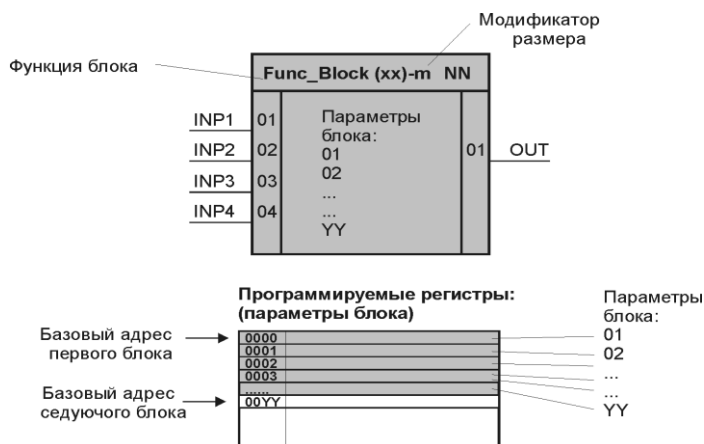 Модификатор
размера
Функция блока
Func_Block (xx)-m NN
INP1
INP2
INP3
INP4
01
02
03
04
Параметры
блока:
01
02
...
...
YY
01
OUT
Программируемые регистры:
(параметры блока)
Базовый адрес
первого блока
Базовый адрес
седуючого блока
0000
0001
0002
0003
......
00YY
Параметры
блока:
01
02
...
...
YY